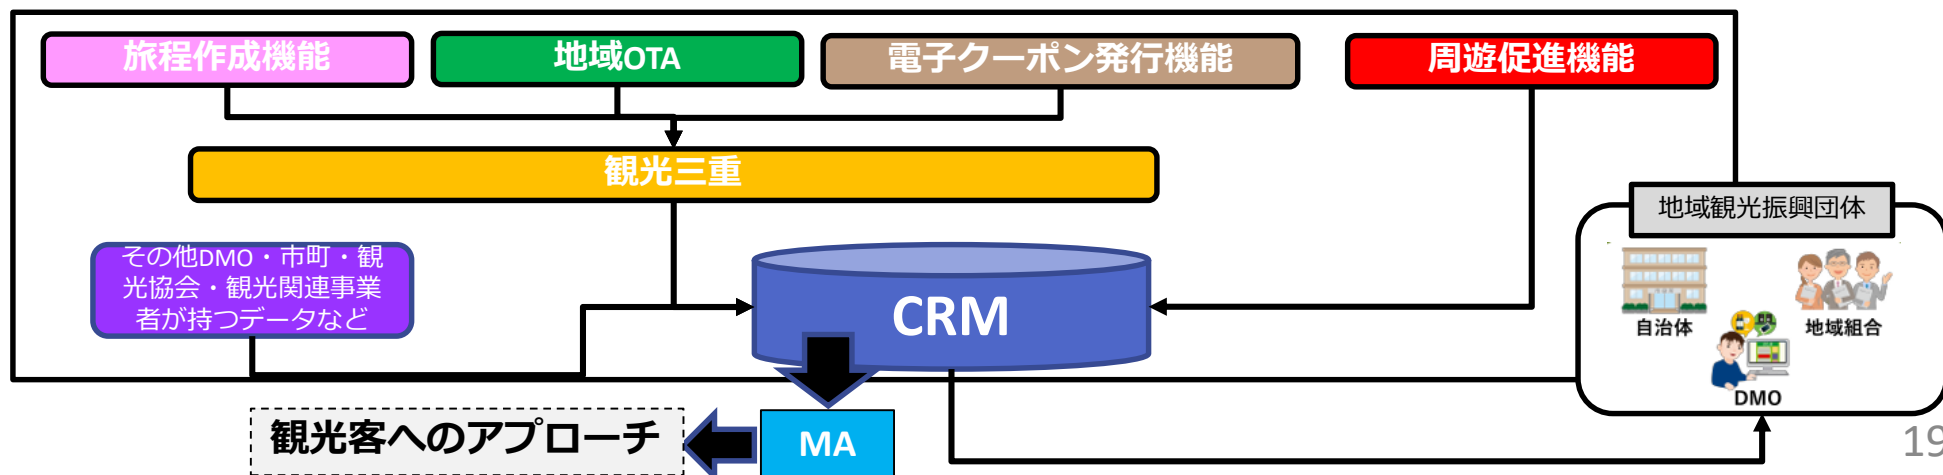 旅程作成機能
地域OTA
電子クーポン発行機能
周遊促進機能
観光三重
地域観光振興団体
その他DMO・市町・観
光協会・観光関連事業
者が持つデータなど
CRM
自治体
地域組合
DMO
観光客へのアプローチ
MA
19